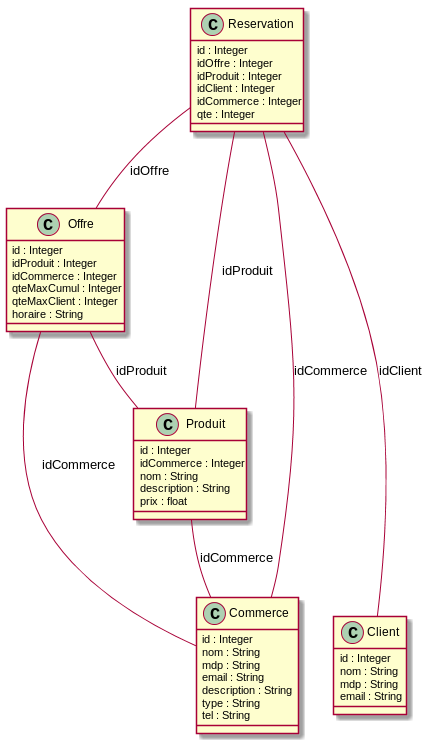 C Reservation
id : Integer
idOffre : Integer
idProduit : Integer
idClient : Integer
idCommerce : Integer
qte : Integer
idOffre
C Offre
id : Integer
idProduit : Integer
idCommerce : Integer
qteMaxCumul : Integer
qteMaxClient : Integer
horaire : String
idProduit
idProduit
idCommerce
idClient
C Produit
id : Integer
idCommerce : Integer
nom : String
description : String
prix : float
idCommerce
idCommerce
C Commerce
id : Integer
nom : String
mdp : String
email : String
description : String
type : String
tel : String
C Client
id : Integer
nom : String
mdp : String
email : String